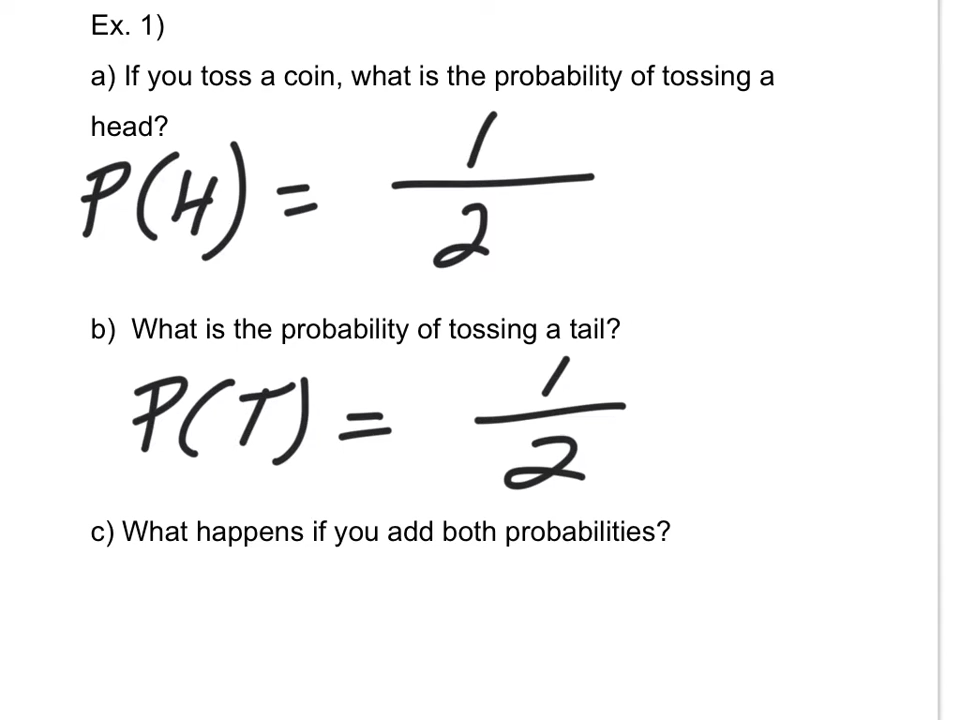 Ex. 1)
a) If you toss a coin, what is the probability of tossing a
head?
P(H) = 1/2
b) What is the probability of tossing a tail?
P(T) = 1/2
c) What happens if you add both probabilities?